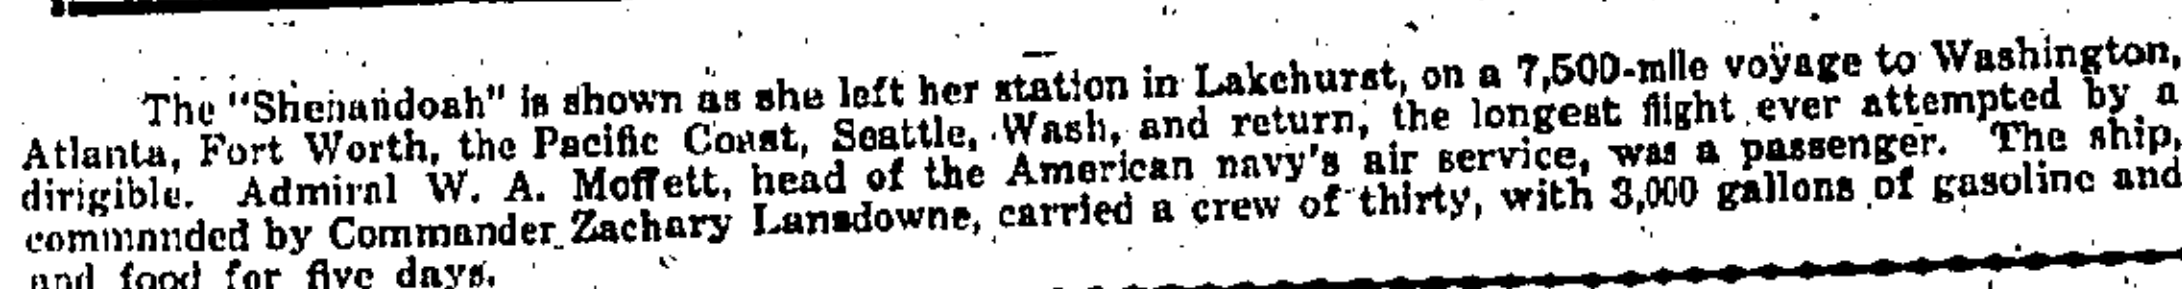 The "Shenandoah" is shown as she left her station in Lakehurst, on a 7,500-mile voyage to Washington,
Atlanta, Fort Worth, the Pacific Coast, Seattle, Wash, and return, the longest flight ever attempted by a
dirigible. Admiral W. A. Moffett, head of the American navy's air service, was a passenger. The ship,
commanded by Commander Zachary Lansdowne, carried a crew of thirty, with 3,000 gallons of gasoline and
and food for five days.